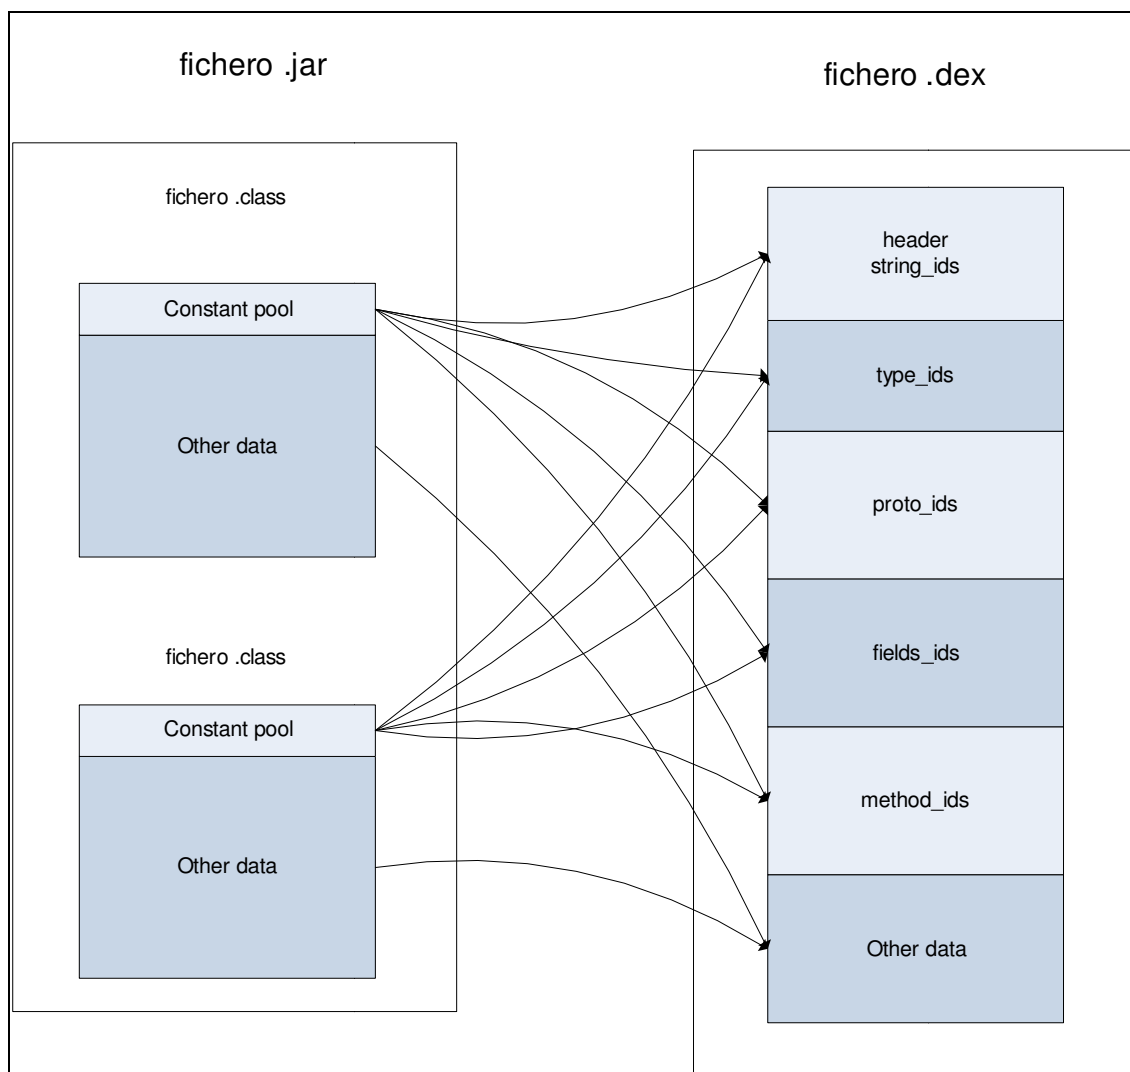 fichero .jar
fichero .class
Constant pool
Other data
fichero .class
Constant pool
Other data
fichero .dex
header
string_ids
type_ids
proto_ids
fields_ids
method_ids
Other data